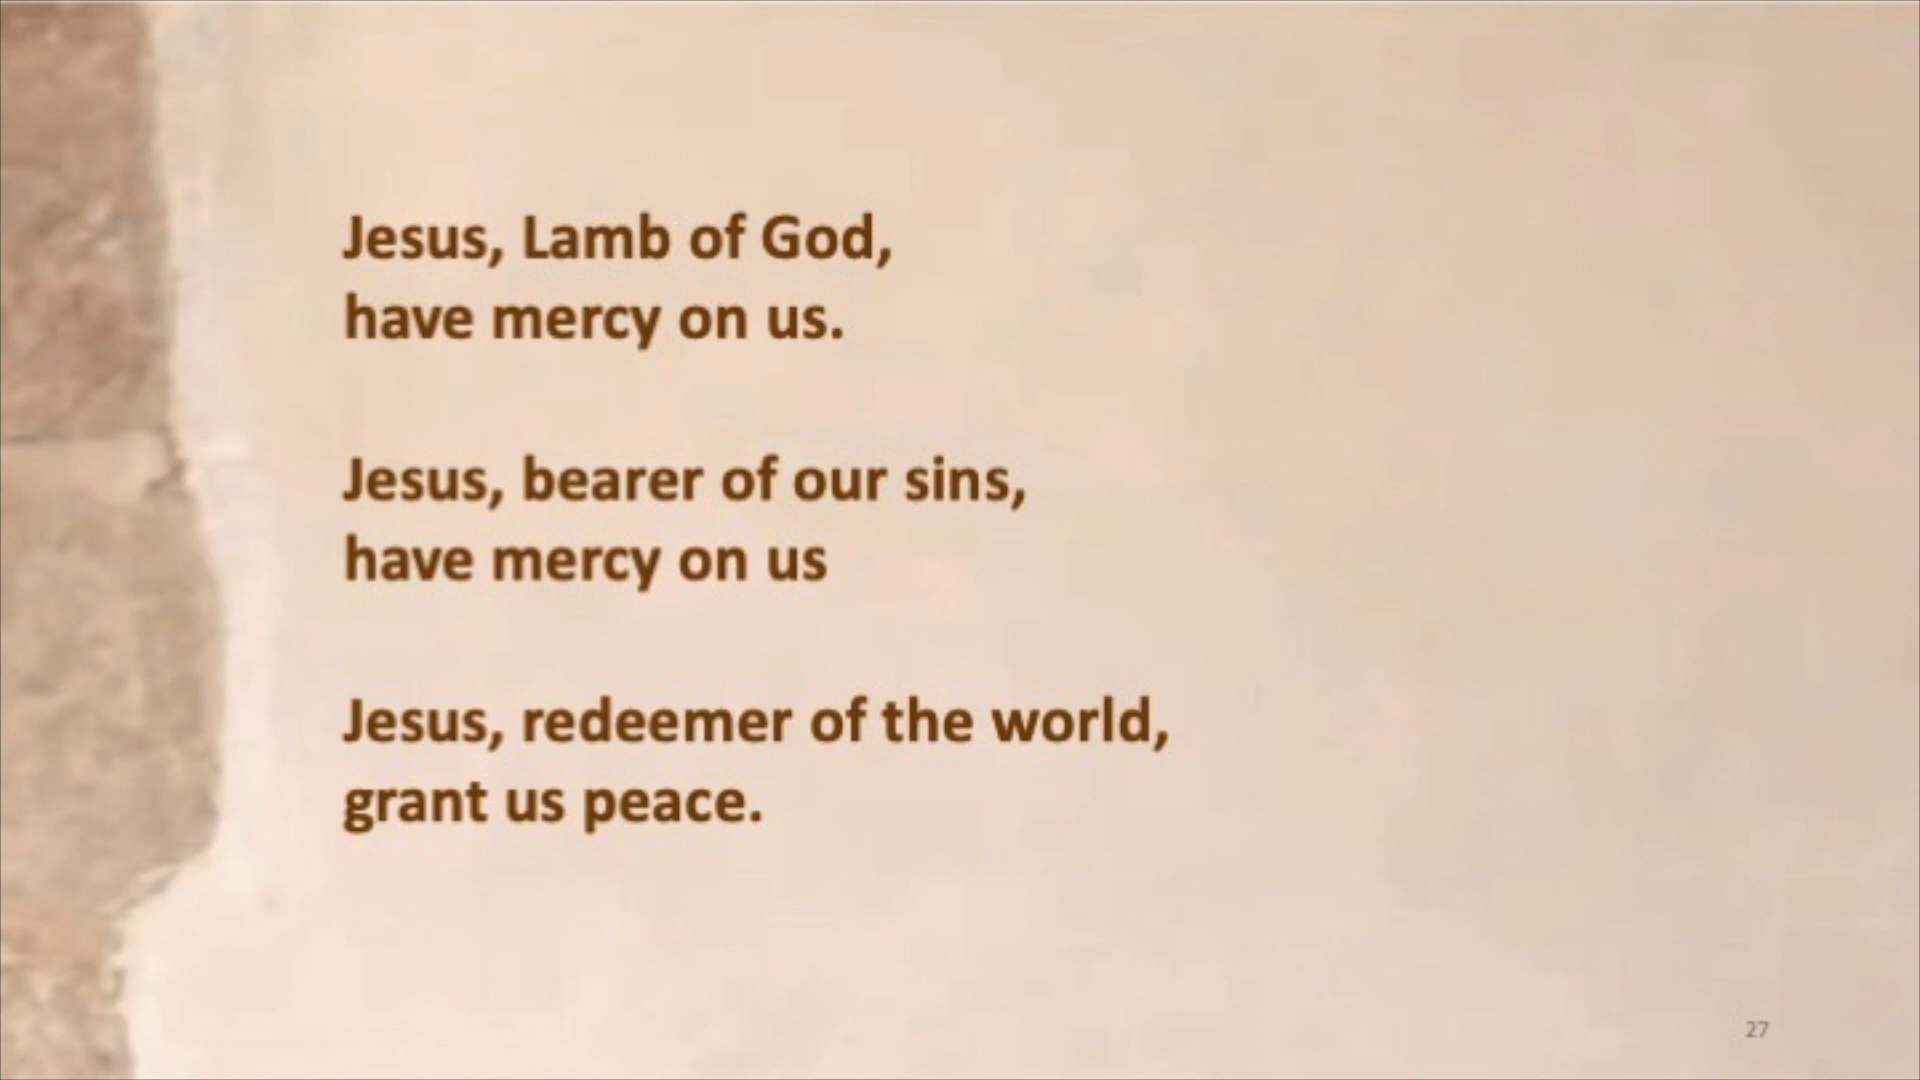 Jesus, Lamb of God,
have mercy on us.
Jesus, bearer of our sins,
have mercy on us
Jesus, redeemer of the world,
grant us peace.
27